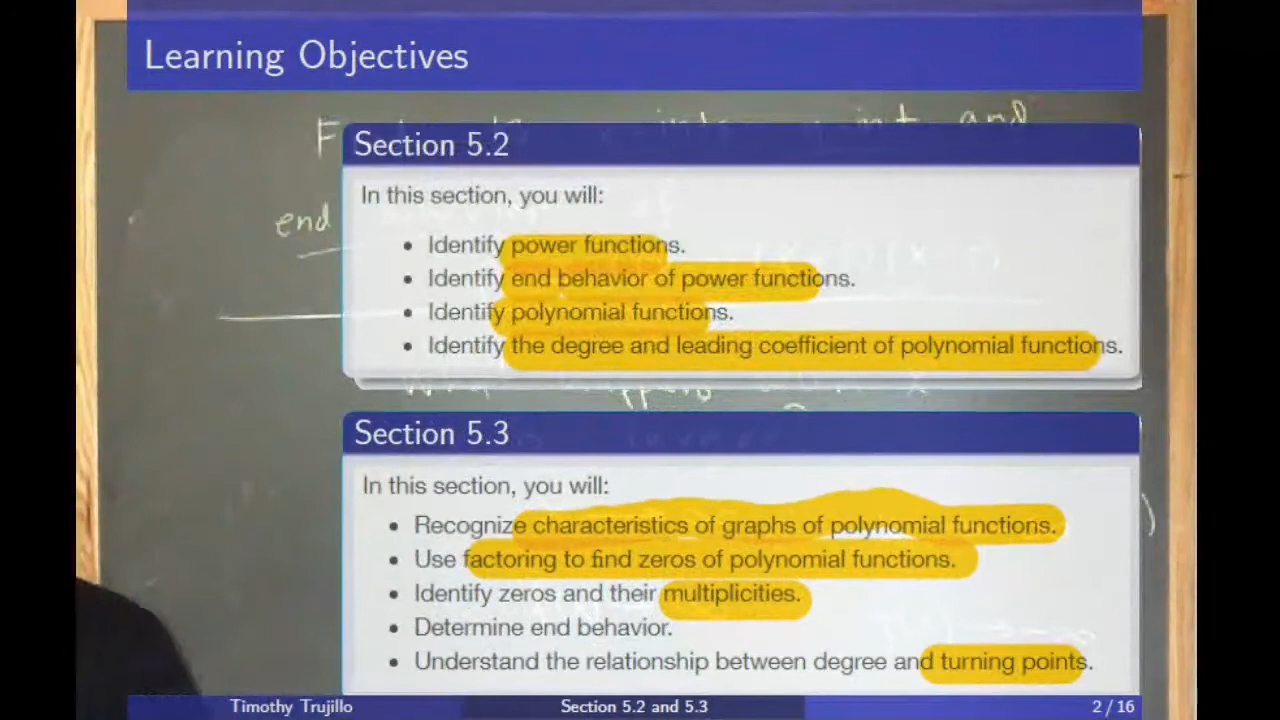 Learning Objectives
and
Section 5.2
In this section, you will:
end
• Identify power functions.
• Identify end behavior of power functions.
• Identify polynomial functions.
• Identify the degree and leading coefficient of polynomial functions.
Section 5.3
In this section, you will:
• Recognize characteristics of graphs of polynomial functions.
• Use factoring to find zeros of polynomial functions.
• Identify zeros and their multiplicities.
• Determine end behavior.
• Understand the relationship between degree and turning points.
Timothy Trujillo Section 5.2 and 5.3 2 / 16